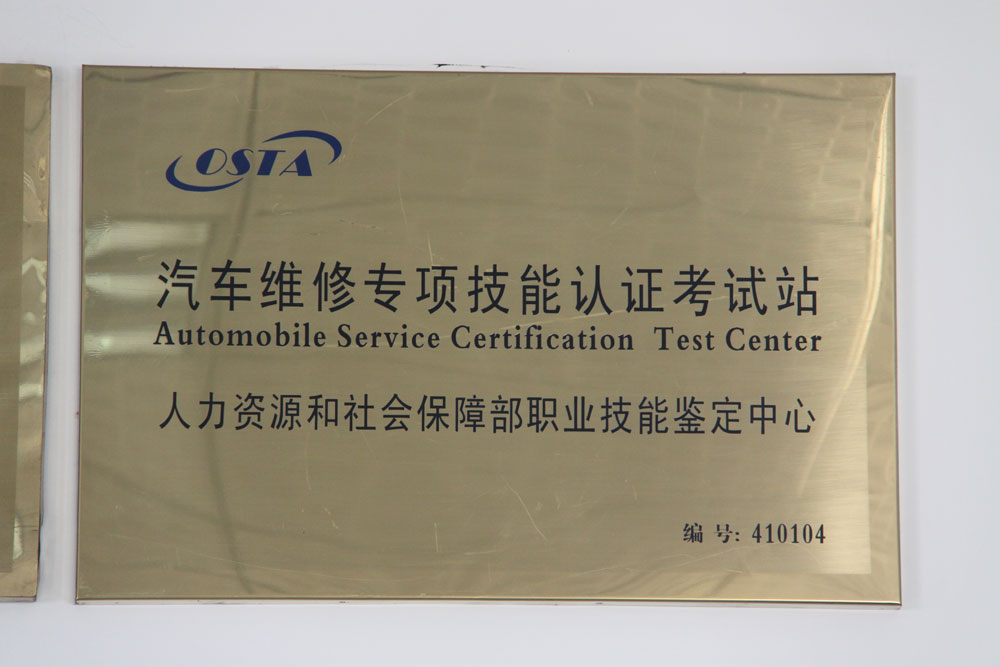 OSTA
汽车维修专项技能认证考试站
Automobile Service Certification Test Center
人力资源和社会保障部职业技能鉴定中心
编 号: 410104